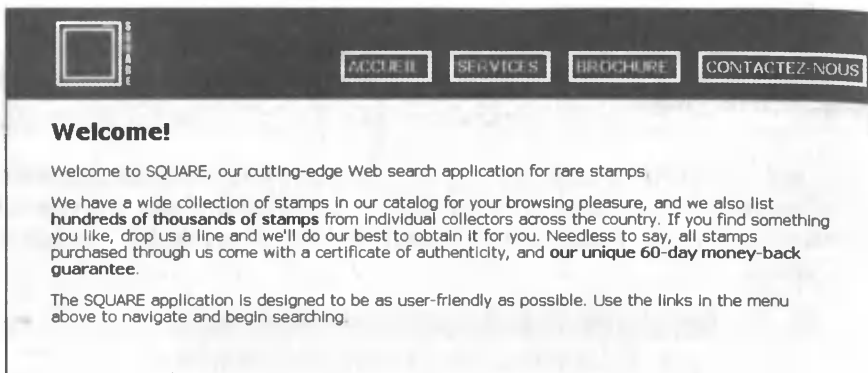 SQUARE
ACCUEIL
SERVICES
BROCHURE
CONTACTEZ-NOUS
Welcome!
Welcome to SQUARE, our cutting-edge Web search application for rare stamps
We have a wide collection of stamps in our catalog for your browsing pleasure, and we also list
hundreds of thousands of stamps from individual collectors across the country. If you find something
you like, drop us a line and we'll do our best to obtain it for you. Needless to say, all stamps
purchased through us come with a certificate of authenticity, and our unique 60-day money-back
guarantee.
The SQUARE application is designed to be as user-friendly as possible. Use the links in the menu
above to navigate and begin searching.